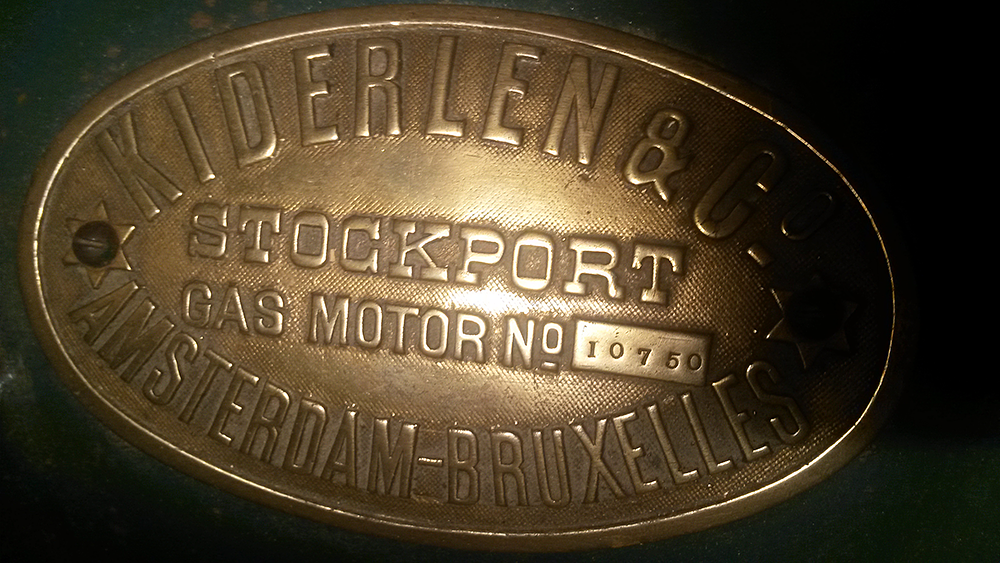 KIDERLEN & Co.
STOCKPORT
GAS MOTOR No 10750
AMSTERDAM-BRUXELLES